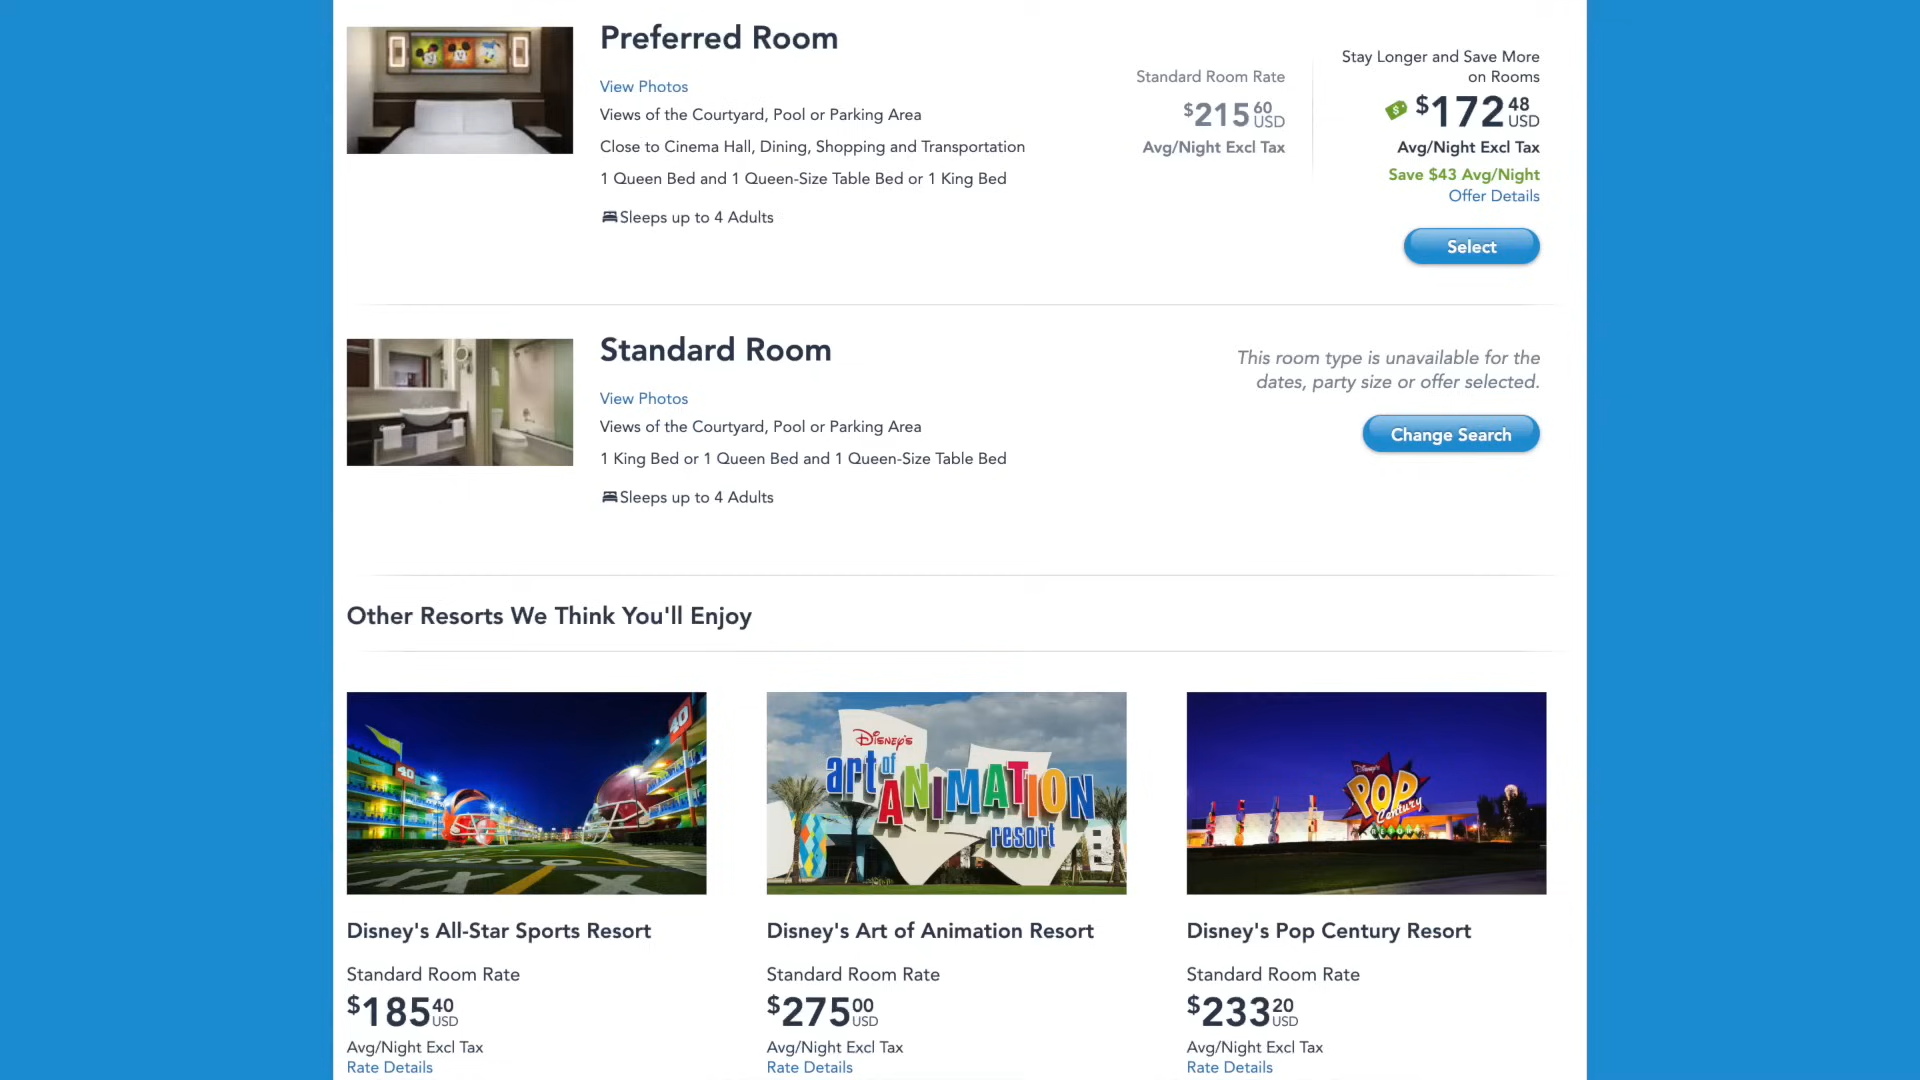 Preferred Room
View Photos
Views of the Courtyard, Pool or Parking Area
Close to Cinema Hall, Dining, Shopping and Transportation
1 Queen Bed and 1 Queen-Size Table Bed or 1 King Bed
Sleeps up to 4 Adults
Standard Room Rate
$215 60 USD
Avg/Night Excl Tax
Stay Longer and Save More
on Rooms
$172 48 USD
Avg/Night Excl Tax
Save $43 Avg/Night
Offer Details
Select
Standard Room
View Photos
Views of the Courtyard, Pool or Parking Area
1 King Bed or 1 Queen Bed and 1 Queen-Size Table Bed
Sleeps up to 4 Adults
This room type is unavailable for the
dates, party size or offer selected.
Change Search
Other Resorts We Think You'll Enjoy
40
40
Disney's
art of
ANIMATION
resort
Disney's
POP
Century
RESORT
Disney's All-Star Sports Resort
Standard Room Rate
$185 40 USD
Avg/Night Excl Tax
Rate Details
Disney's Art of Animation Resort
Standard Room Rate
$275 00 USD
Avg/Night Excl Tax
Rate Details
Disney's Pop Century Resort
Standard Room Rate
$233 20 USD
Avg/Night Excl Tax
Rate Details